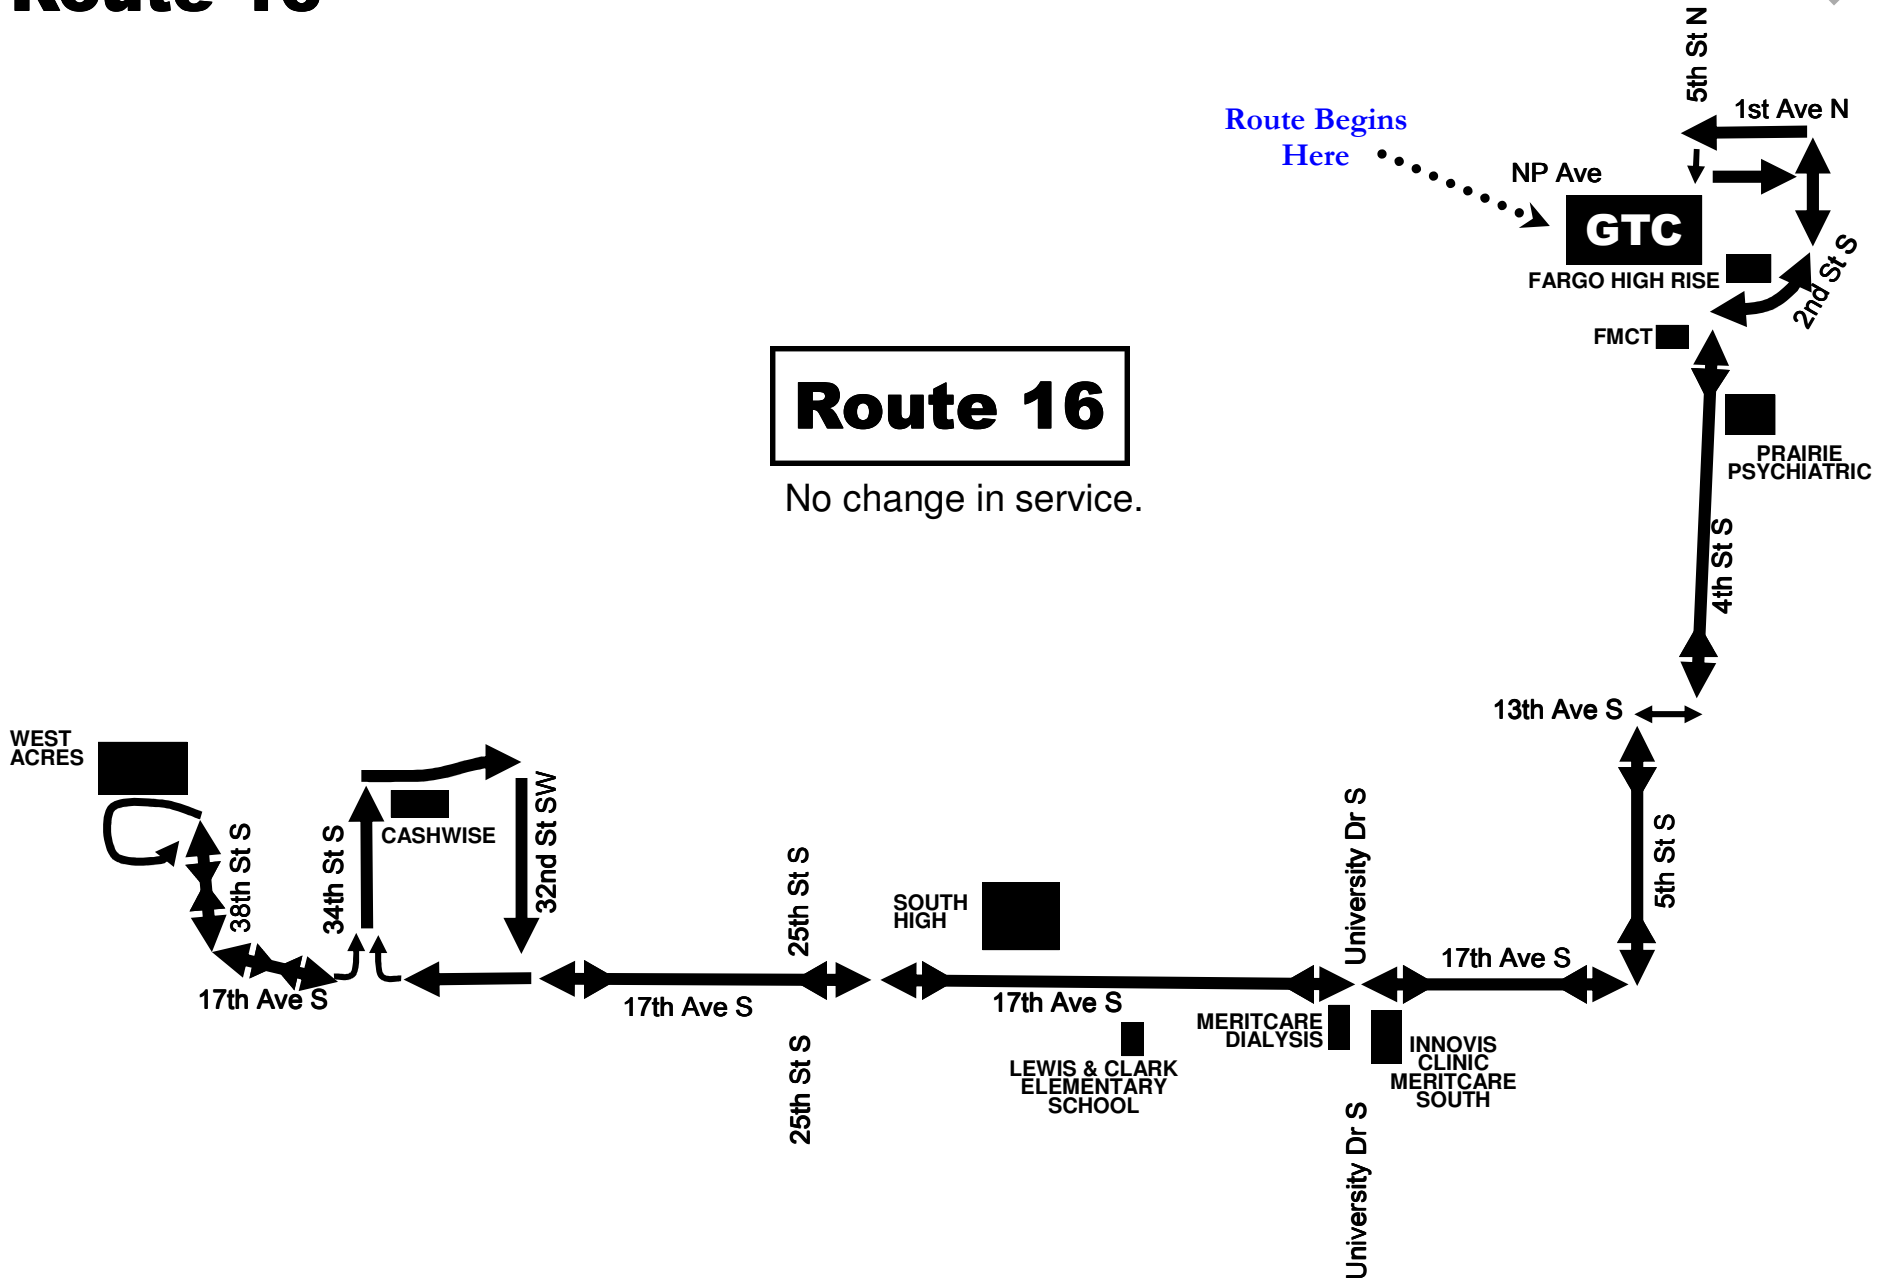 Route 16
5th St N
1st Ave N
Route Begins
Here
NP Ave
GTC
FARGO HIGH RISE
2nd St S
FMCT
Route 16
No change in service.
PRAIRIE
PSYCHIATRIC
4th St S
13th Ave S
WEST
ACRES
38th St S
34th St S
CASHWISE
32nd St SW
25th St S
SOUTH
HIGH
University Dr S
5th St S
17th Ave S
17th Ave S
17th Ave S
17th Ave S
25th St S
LEWIS & CLARK
ELEMENTARY
SCHOOL
MERITCARE
DIALYSIS
INNOVIS
CLINIC
MERITCARE
SOUTH
University Dr S